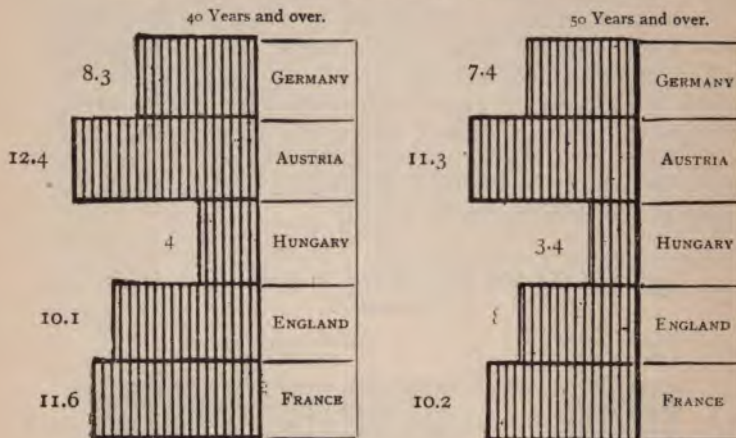 40 Years and over.
8.3 GERMANY
12.4 AUSTRIA
4 HUNGARY
10.1 ENGLAND
11.6 FRANCE
50 Years and over.
7.4 GERMANY
11.3 AUSTRIA
3.4 HUNGARY
ENGLAND
10.2 FRANCE